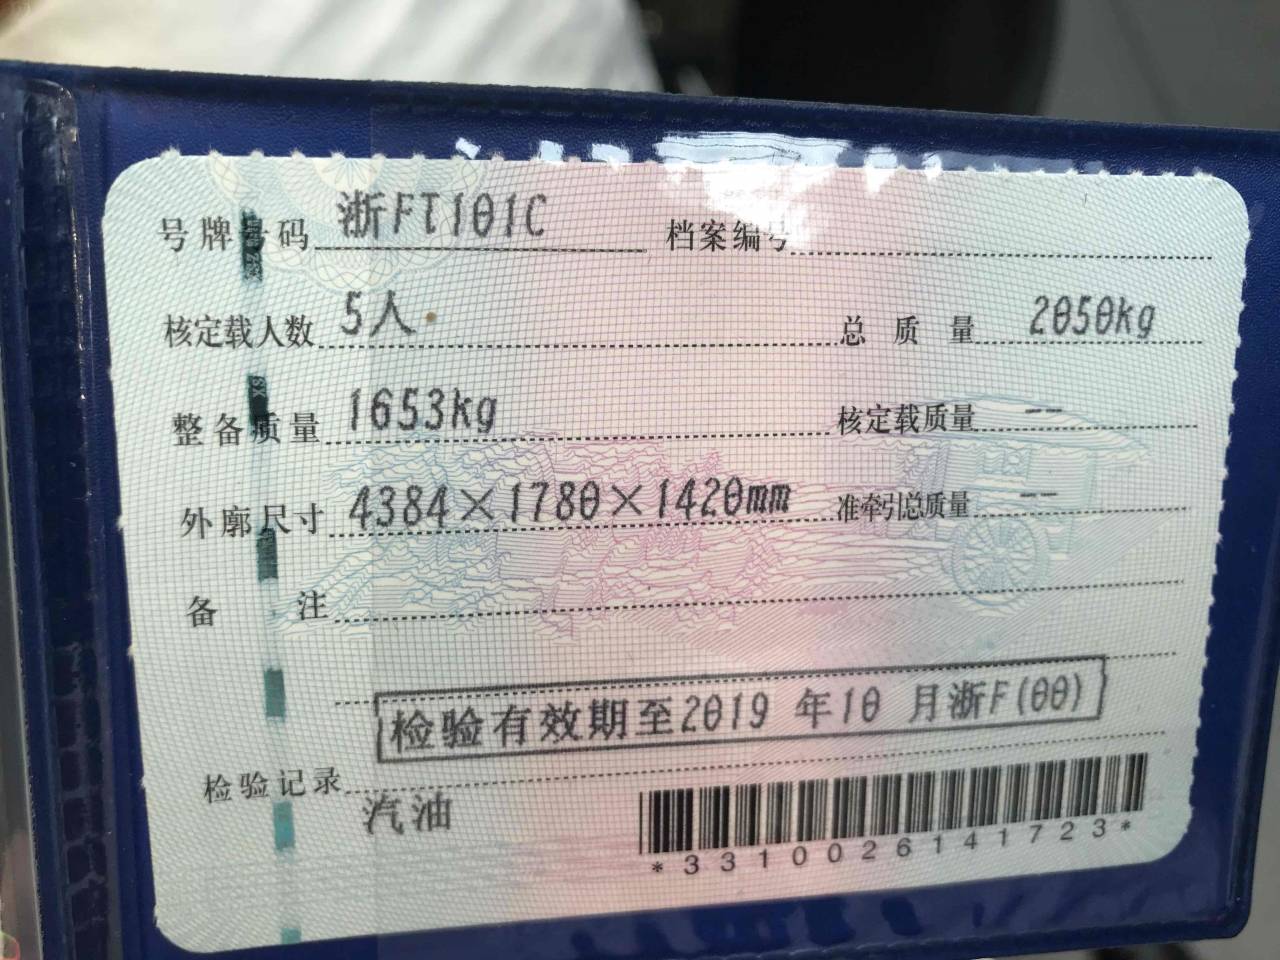 号牌号码 浙FT101C 档案编号
核定载人数 5人 总质量 2050kg
整备质量 1653kg 核定载质量 --
外廓尺寸 4384×1780×1420mm 准牵引总质量 --
备注
检验有效期至2019年10月浙F(00)
检验记录
汽油
*3310026141723*